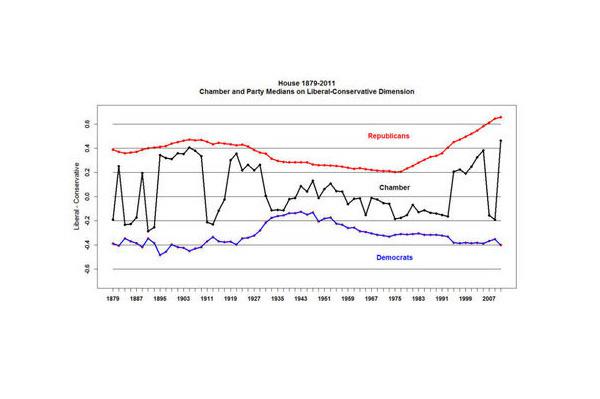 House 1879-2011
Chamber and Party Medians on Liberal-Conservative Dimension
Liberal - Conservative
0.6
0.4
0.2
0.0
-0.2
-0.4
-0.6
Republicans
Chamber
Democrats
1879 1887 1895 1903 1911 1919 1927 1935 1943 1951 1959 1967 1975 1983 1991 1999 2007